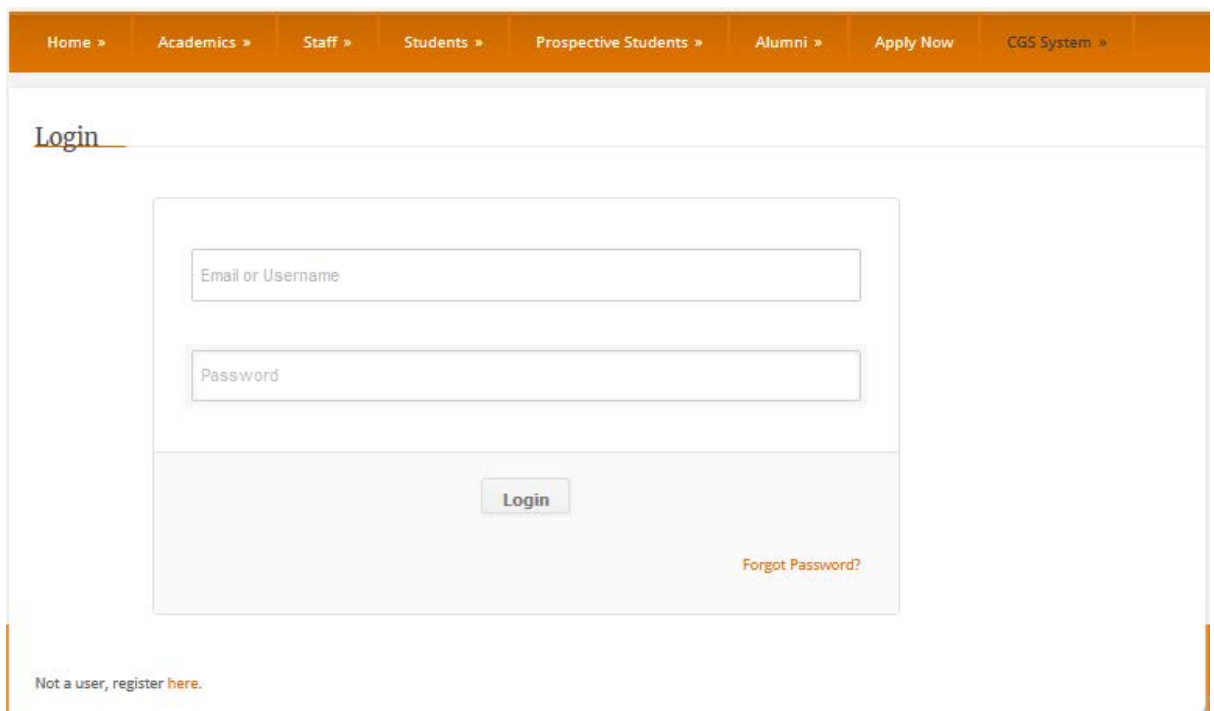 Home » Academics » Staff » Students » Prospective Students » Alumni » Apply Now CGS System »
Login
Email or Username
Password
Login
Forgot Password?
Not a user, register here.